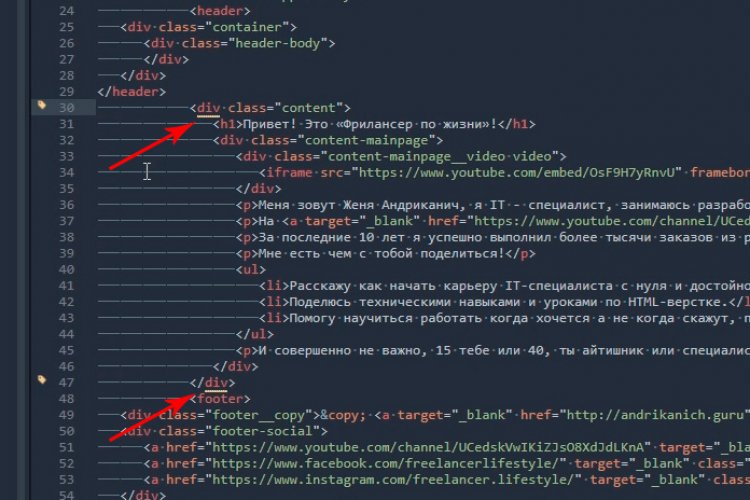 24 <header>
25 <div class="container">
26 <div class="header-body">
27 </div>
28 </div>
29 </header>
30 <div class="content">
31 <h1>Привет! Это «Фрилансер по жизни»!</h1>
32 <div class="content-mainpage">
33 <div class="content-mainpage__video video">
34 <iframe src="https://www.youtube.com/embed/OsF9H7yRnvU" framebor
35 </div>
36 <p>Меня зовут Женя Андриканич, я IT - специалист, занимаюсь разрабо
37 <p>На <a target="_blank" href="https://www.youtube.com/channel/UCed
38 <p>За последние 10 лет я успешно выполнил более тысячи заказов из р
39 <p>Мне есть чем с тобой поделиться!</p>
40 <ul>
41 <li>Расскажу как начать карьеру IT-специалиста с нуля и достойно
42 <li>Поделюсь техническими навыками и уроками по HTML-верстке.</l
43 <li>Помогу научиться работать когда хочется а не когда скажут, п
44 </ul>
45 <p>И совершенно не важно, 15 тебе или 40, ты айтишник или специалис
46 </div>
47 </div>
48 <footer>
49 <div class="footer__copy">&copy; <a target="_blank" href="http://andrikanich.guru"
50 <div class="footer-social">
51 <a href="https://www.youtube.com/channel/UCedskVwIKiZJsO8XdJdLKnA" target="_bl
52 <a href="https://www.facebook.com/freelancerlifestyle/" target="_blank" class=
53 <a href="https://www.instagram.com/freelancer.lifestyle/" target="_blank" clas
54 </div>